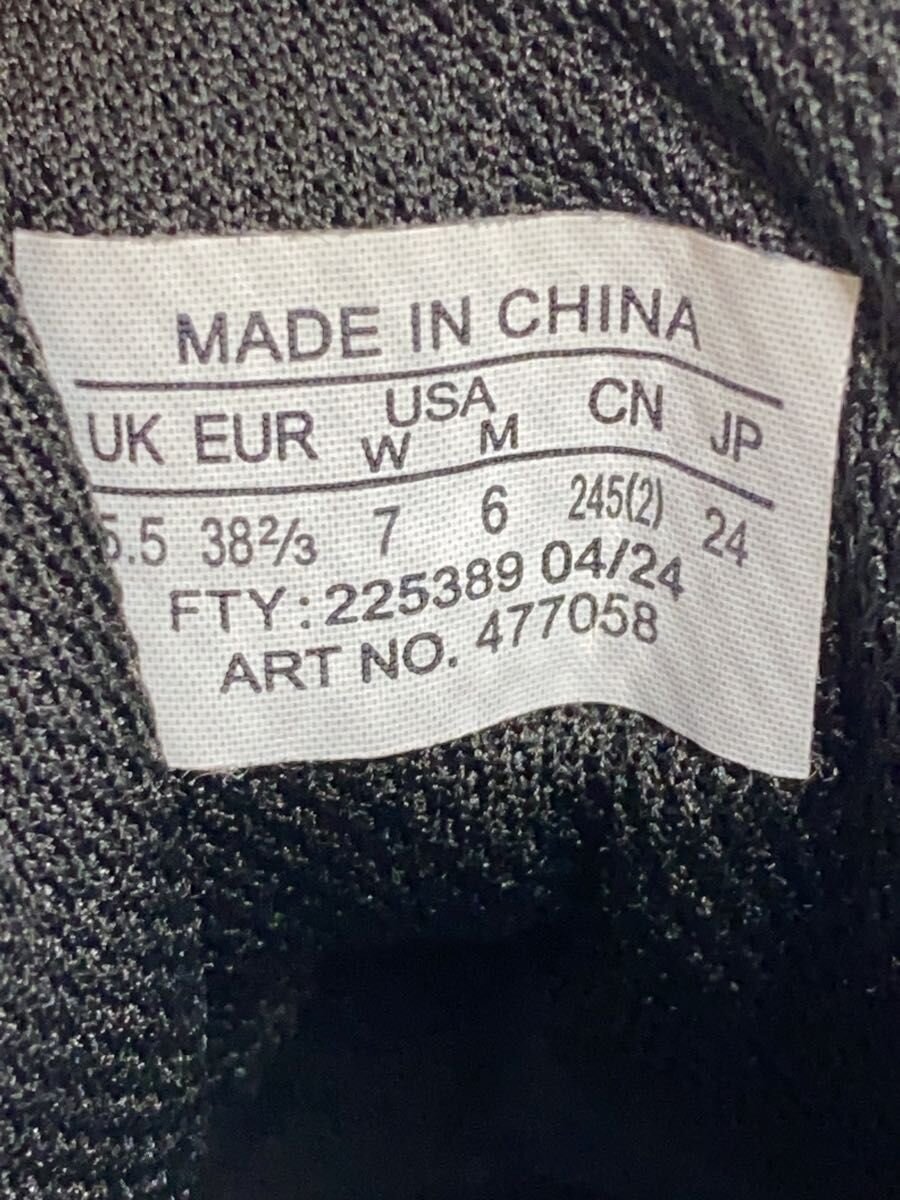 MADE IN CHINA
UK EUR USA W M CN JP
5.5 38⅔ 7 6 245(2) 24
FTY: 225389 04/24
ART NO. 477058